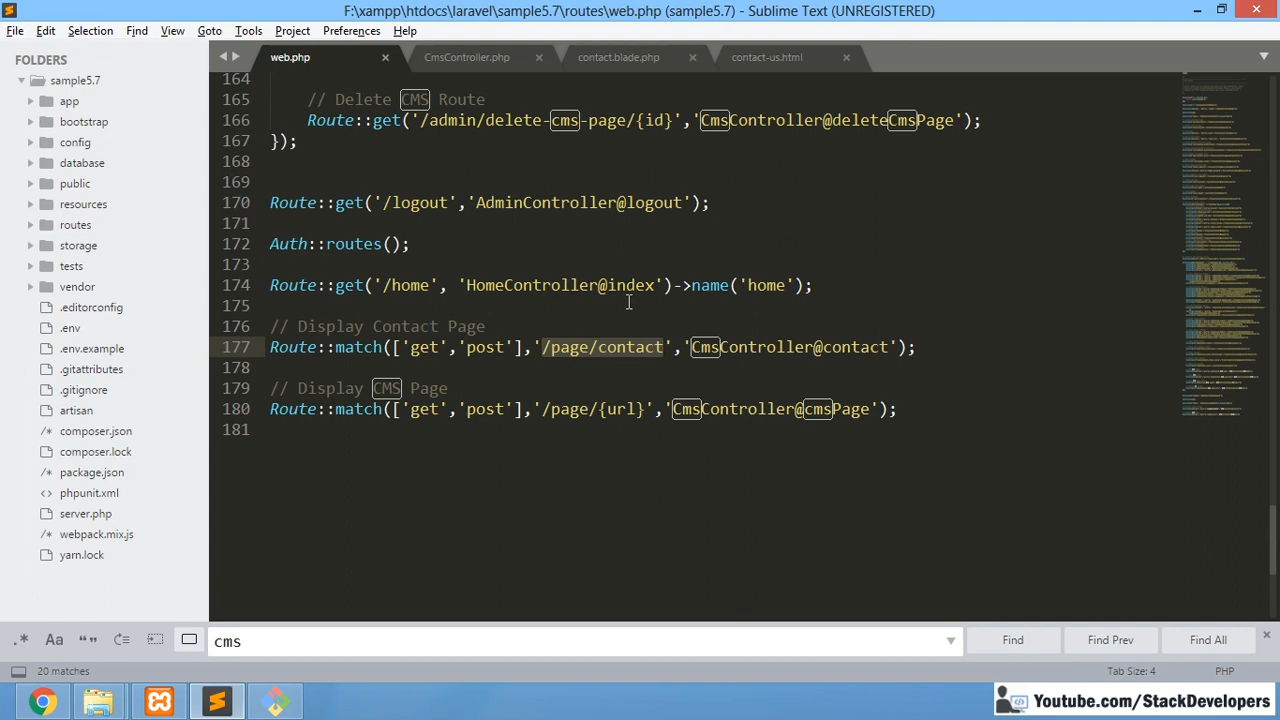 F:\xampp\htdocs\laravel\sample5.7\routes\web.php (sample5.7) - Sublime Text (UNREGISTERED)
File Edit Selection Find View Goto Tools Project Preferences Help
FOLDERS
sample5.7
app
bootstrap
config
database
public
resources
routes
storage
tests
vendor
.editorconfig
.env
.env.example
.gitattributes
.gitignore
artisan
composer.json
composer.lock
package.json
phpunit.xml
server.php
webpack.mix.js
yarn.lock
web.php CmsController.php contact.blade.php contact-us.html
164
165 // Delete CMS Route
166 Route::get('/admin/delete-cms-page/{id}','CmsController@deleteCmsPage');
167 });
168
169
170 Route::get('/logout','AdminController@logout');
171
172 Auth::routes();
173
174 Route::get('/home', 'HomeController@index')->name('home');
175
176 // Display Contact Page
177 Route::match(['get','post'],'/page/contact','CmsController@contact');
178
179 // Display CMS Page
180 Route::match(['get','post'],'/page/{url}','CmsController@cmsPage');
181
.* Aa “”
cms
Find Find Prev Find All
20 matches Tab Size: 4 PHP
Youtube.com/StackDevelopers